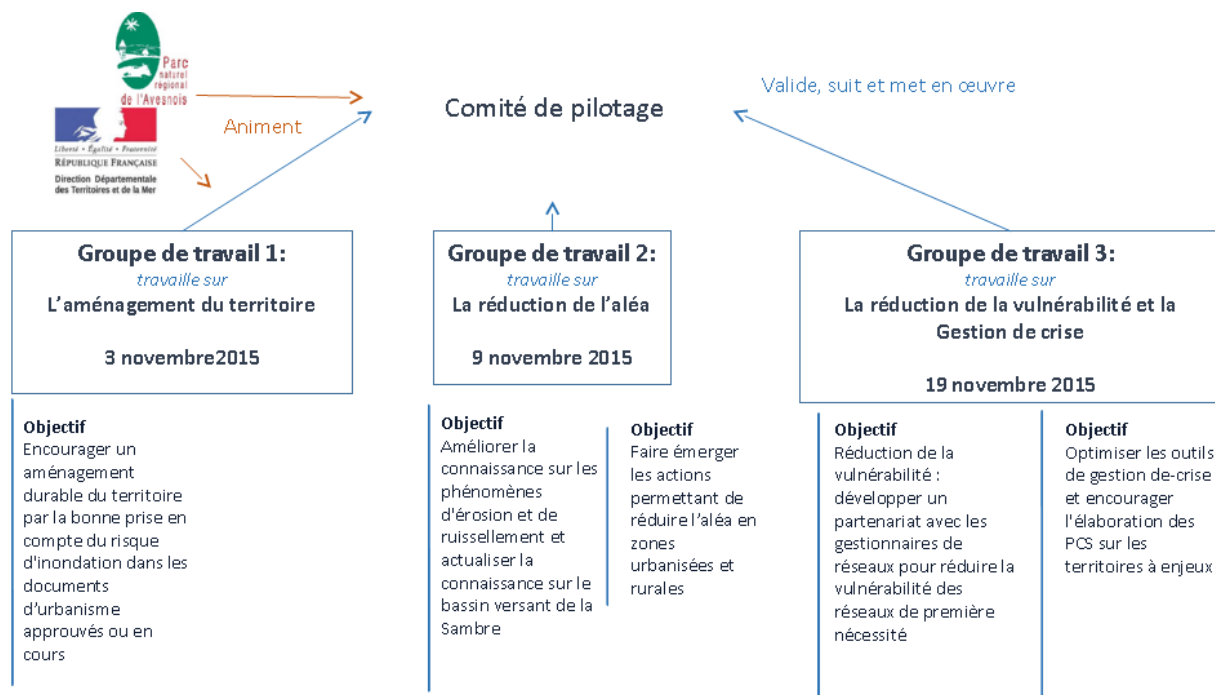 Parc
naturel
régional
de l'Avesnois
Liberté • Égalité • Fraternité
RÉPUBLIQUE FRANÇAISE
Direction Départementale
des Territoires et de la Mer
Animent
Comité de pilotage
Valide, suit et met en œuvre
Groupe de travail 1:
travaille sur
L'aménagement du territoire
3 novembre2015
Groupe de travail 2:
travaille sur
La réduction de l'aléa
9 novembre 2015
Groupe de travail 3:
travaille sur
La réduction de la vulnérabilité et la
Gestion de crise
19 novembre 2015
Objectif
Encourager un
aménagement
durable du territoire
par la bonne prise en
compte du risque
d'inondation dans les
documents
d'urbanisme
approuvés ou en
cours
Objectif
Améliorer la
connaissance sur les
phénomènes
d'érosion et de
ruissellement et
actualiser la
connaissance sur le
bassin versant de la
Sambre
Objectif
Faire émerger
les actions
permettant de
réduire l'aléa en
zones
urbanisées et
rurales
Objectif
Réduction de la
vulnérabilité :
développer un
partenariat avec les
gestionnaires de
réseaux pour réduire la
vulnérabilité des
réseaux de première
nécessité
Objectif
Optimiser les outils
de gestion de-crise
et encourager
l'élaboration des
PCS sur les
territoires à enjeux